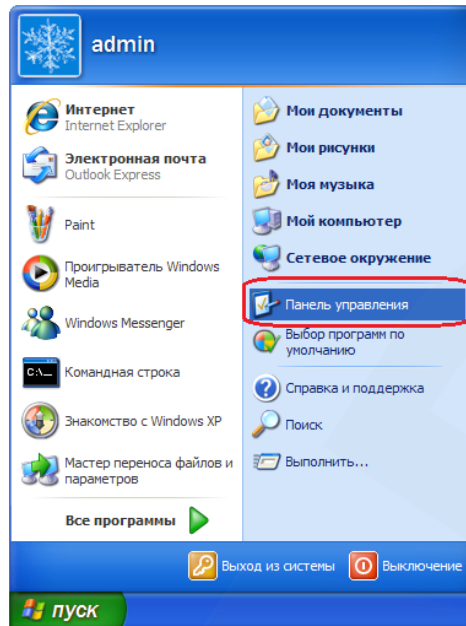 admin
Интернет
Internet Explorer
Электронная почта
Outlook Express
Paint
Проигрыватель Windows
Media
Windows Messenger
C:\_
Командная строка
Знакомство с Windows XP
Мастер переноса файлов и
параметров
Все программы
Мои документы
Мои рисунки
Моя музыка
Мой компьютер
Сетевое окружение
Панель управления
Выбор программ по
умолчанию
Справка и поддержка
Поиск
Выполнить...
Выход из системы
Выключение
пуск